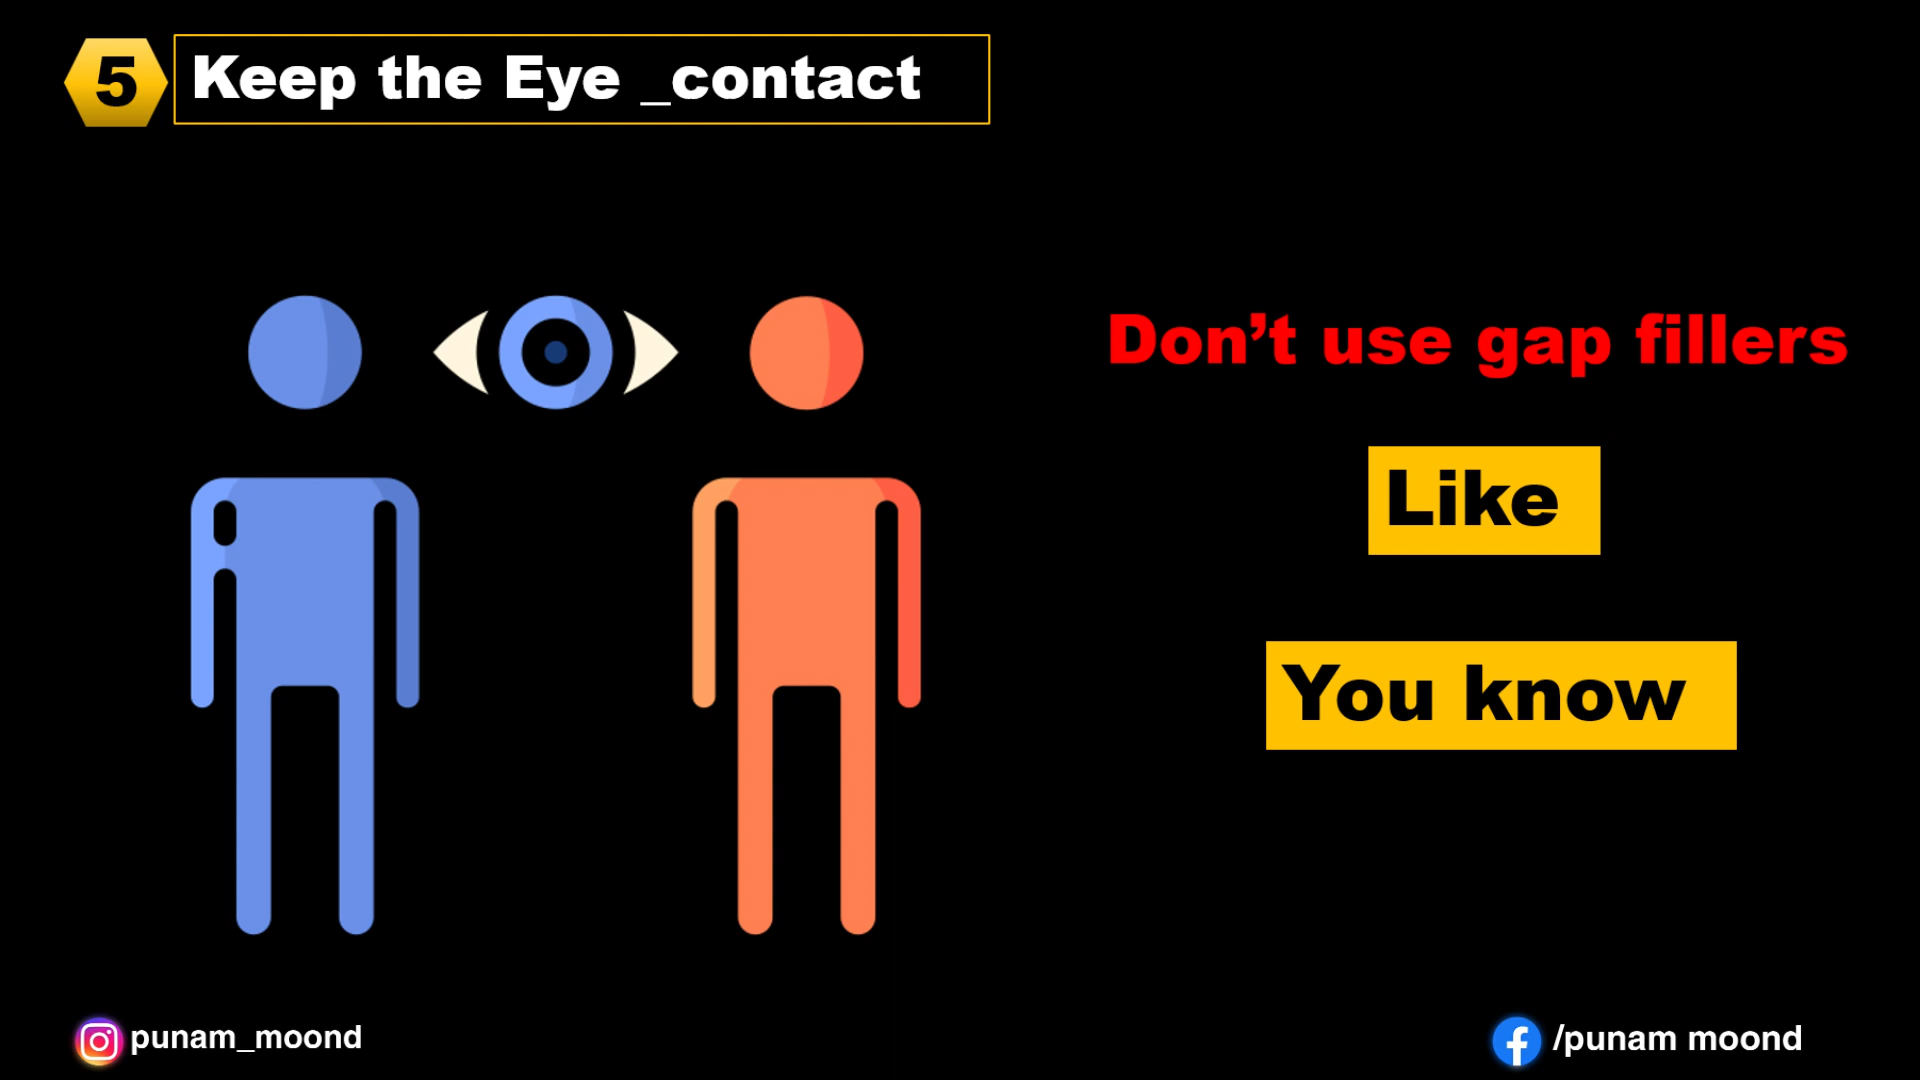 5
Keep the Eye _contact
Don’t use gap fillers
Like
You know
punam_moond
/punam moond